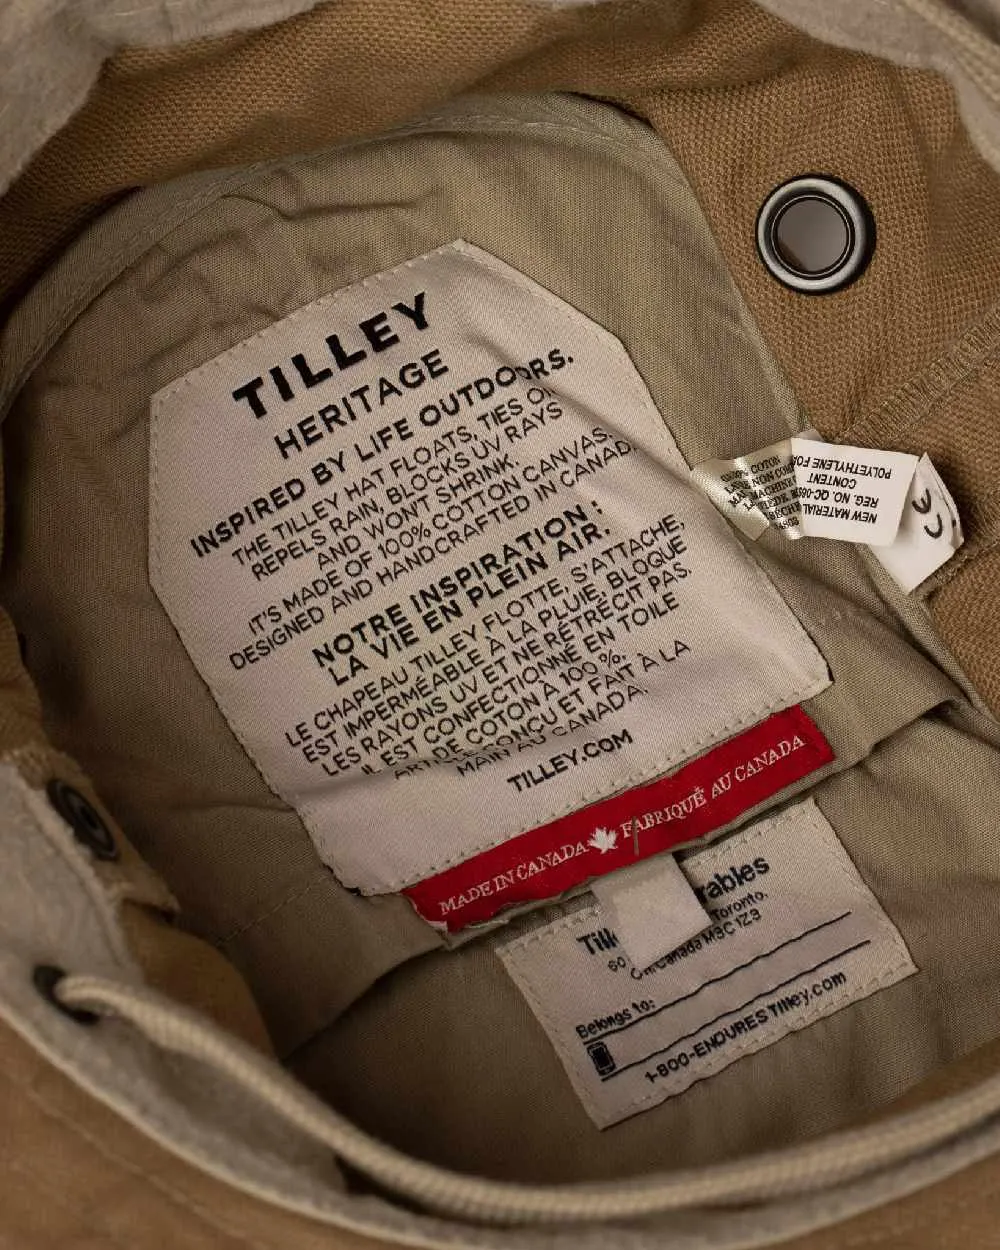 TILLEY
HERITAGE
INSPIRED BY LIFE OUTDOORS.
THE TILLEY HAT FLOATS, TIES ON,
REPELS RAIN, BLOCKS UV RAYS
AND WON'T SHRINK.
IT'S MADE OF 100% COTTON CANVAS.
DESIGNED AND HANDCRAFTED IN CANADA.
NOTRE INSPIRATION :
LA VIE EN PLEIN AIR.
LE CHAPEAU TILLEY FLOTTE, S'ATTACHE,
EST IMPERMÉABLE À LA PLUIE, BLOQUE
LES RAYONS UV ET NE RÉTRÉCIT PAS.
IL EST CONFECTIONNÉ EN TOILE
DE COTON À 100 %.
CONÇU ET FAIT À LA
MAIN AU CANADA.
TILLEY.COM
MADE IN CANADA FABRIQUÉ AU CANADA
rables
Toronto,
Canada M3C 1Z3
Belongs to:
1-800-ENDURES Tilley.com
COTON
NEW MATERIAL
REG. NO.
CONTENT
POLYETHYLENE